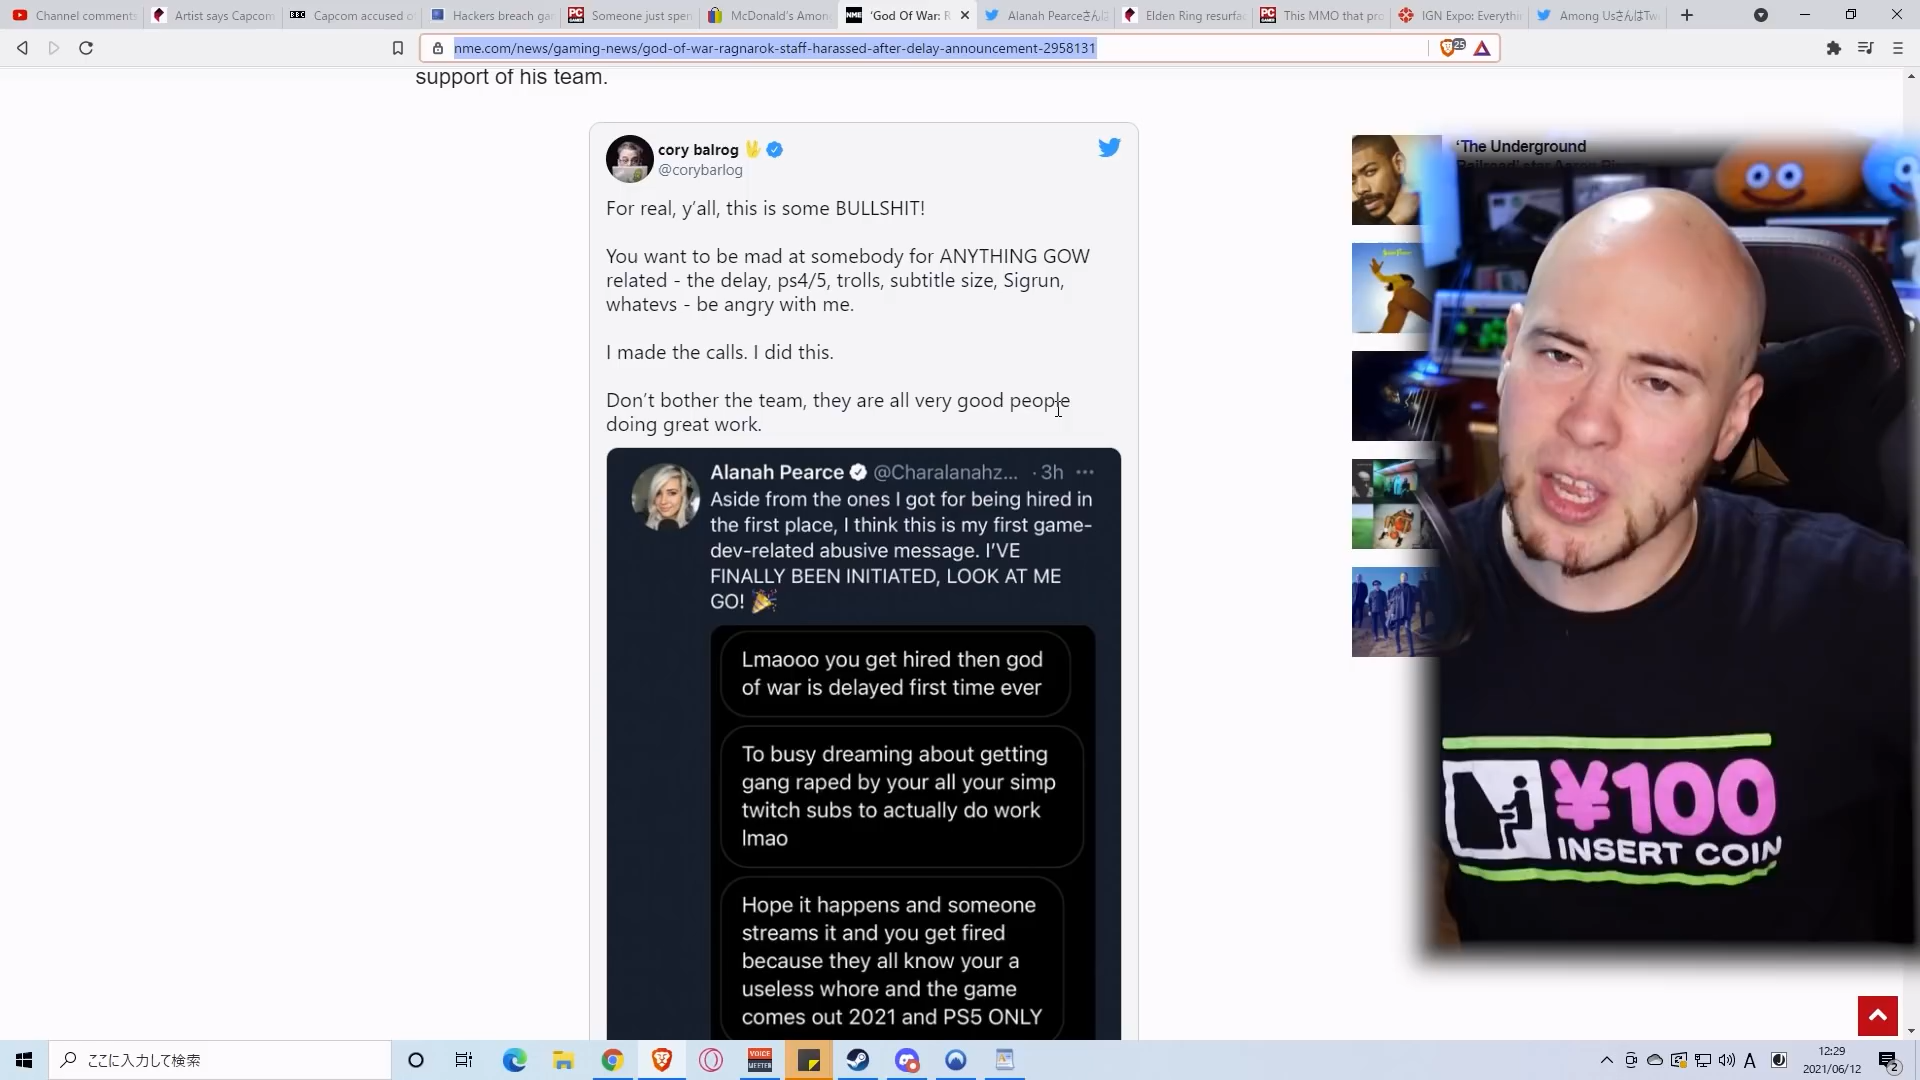 Channel comments
Artist says Capcom
Capcom accused o
Hackers breach ga
Someone just spen
McDonald's Amon
'God Of War: R
Alanah Pearceさんは
Elden Ring resurfa
This MMO that pro
IGN Expo: Everythi
Among UsさんはTw
nme.com/news/gaming-news/god-of-war-ragnarok-staff-harassed-after-delay-announcement-2958131
25
support of his team.
cory balrog
@corybarlog
For real, y'all, this is some BULLSHIT!
You want to be mad at somebody for ANYTHING GOW
related - the delay, ps4/5, trolls, subtitle size, Sigrun,
whatevs - be angry with me.
I made the calls. I did this.
Don't bother the team, they are all very good people
doing great work.
Alanah Pearce @Charalanahz... · 3h ···
Aside from the ones I got for being hired in
the first place, I think this is my first game-
dev-related abusive message. I'VE
FINALLY BEEN INITIATED, LOOK AT ME
GO!
Lmaooo you get hired then god
of war is delayed first time ever
To busy dreaming about getting
gang raped by your all your simp
twitch subs to actually do work
lmao
Hope it happens and someone
streams it and you get fired
because they all know your a
useless whore and the game
comes out 2021 and PS5 ONLY
'The Underground
Railroad' star Aaron
¥100
INSERT COIN
ここに入力して検索
VOICE
MEETER
A
12:29
2021/06/12
2